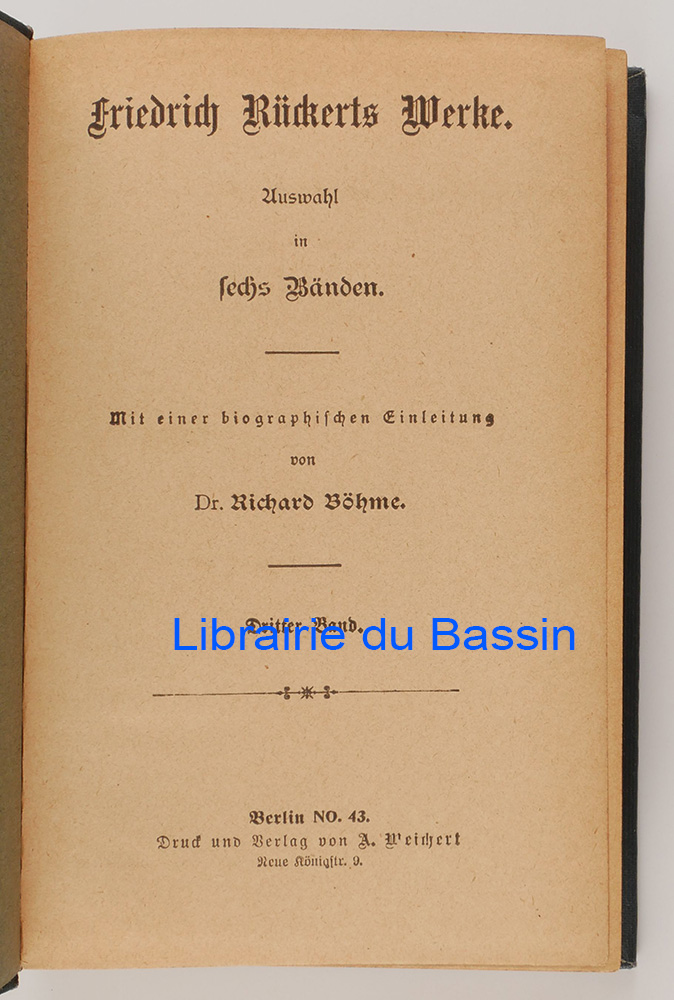 Friedrich Rückerts Werke.
Auswahl
in
ſechs Bänden.
Mit einer biographiſchen Einleitung
von
Dr. Richard Böhme.
Dritter Band.
Librairie du Bassin
Berlin NO. 43.
Druck und Verlag von A. Weichert
Neue Königſtr. 9.